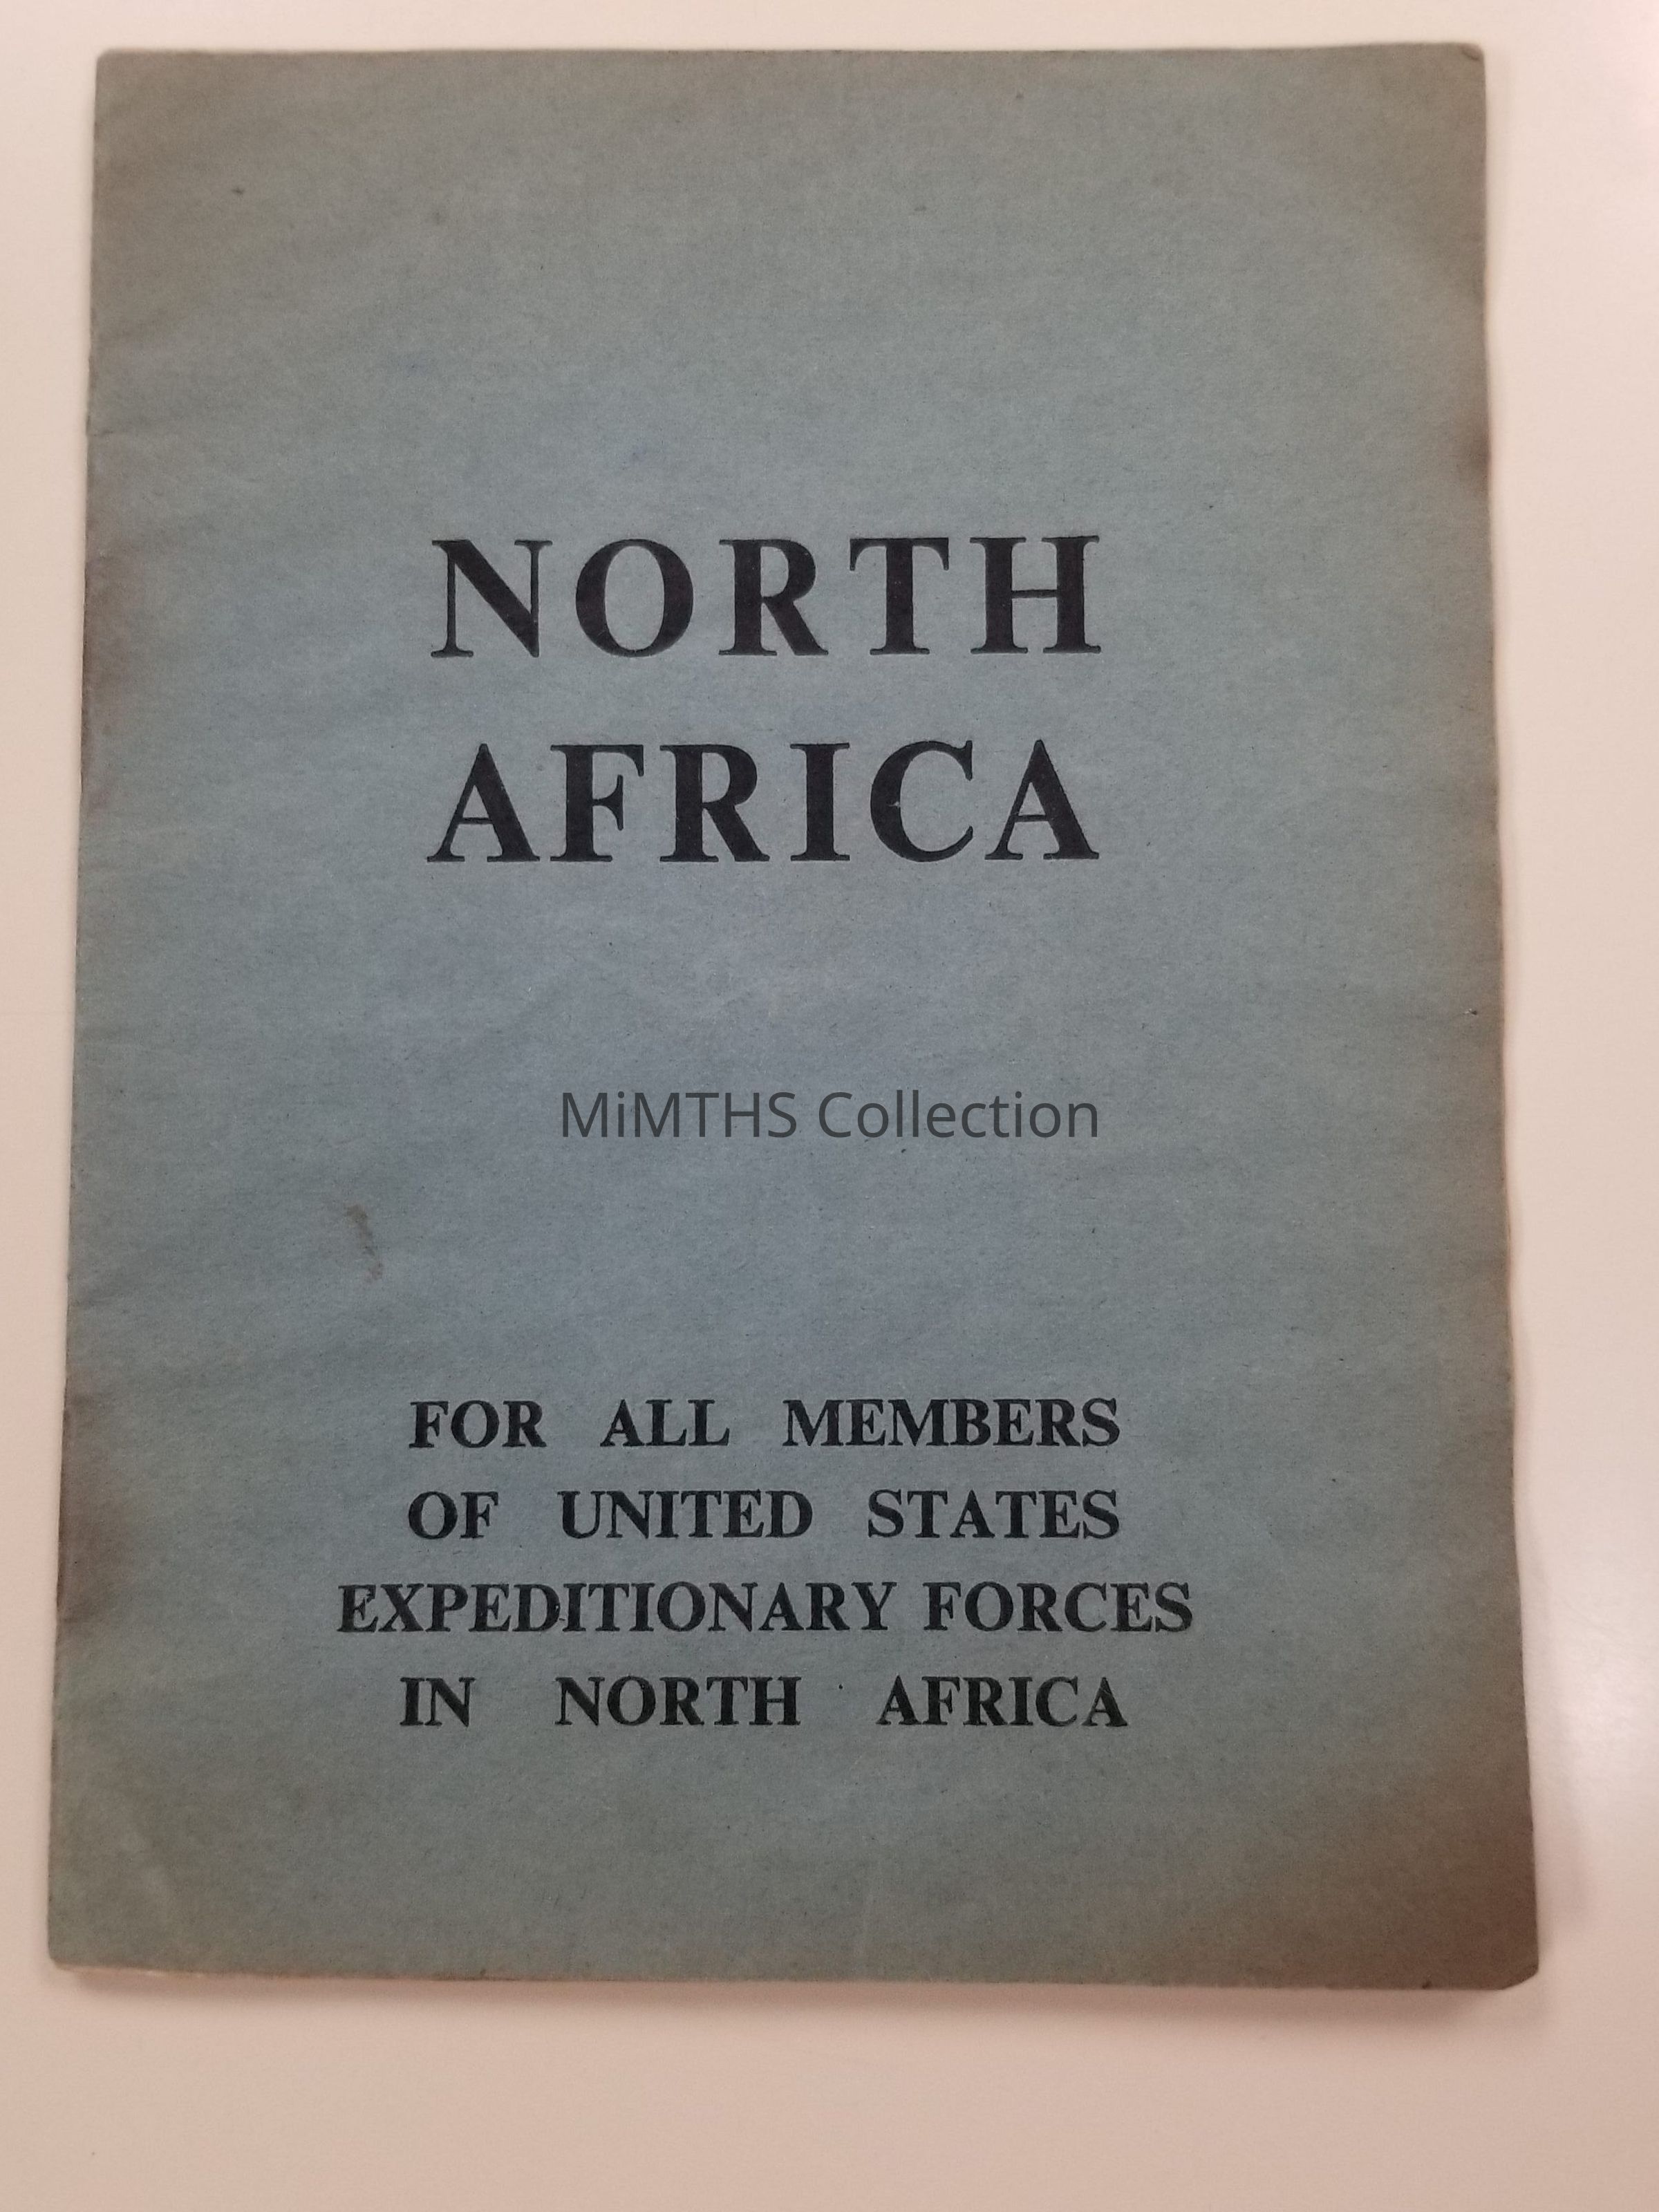 NORTH
AFRICA
MiMTHS Collection
FOR ALL MEMBERS
OF UNITED STATES
EXPEDITIONARY FORCES
IN NORTH AFRICA